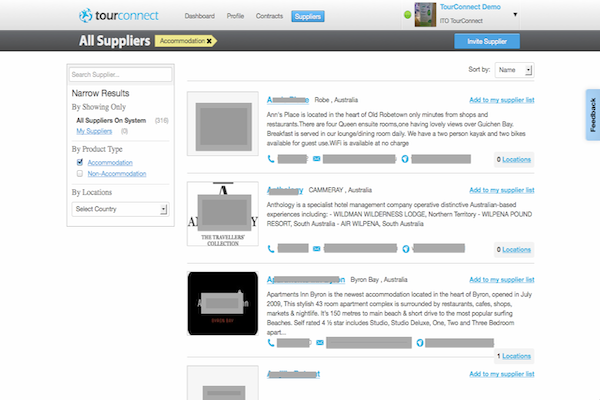 tourconnect Dashboard Profile Contracts Suppliers TourConnect Demo
ITO TourConnect
All Suppliers Accommodation × Invite Supplier
Search Supplier...
Sort by: Name
Narrow Results
By Showing Only
All Suppliers On System (316)
My Suppliers (0)
By Product Type
Accommodation
Non-Accommodation
By Locations
Select Country
Feedback
Robe , Australia Add to my supplier list
Ann's Place is located in the heart of Old Robetown only minutes from shops and
restaurants.There are four Queen ensuite rooms,one having lovely views over Guichen Bay.
Breakfast is served in our lounge/dining room daily. We have a two person kayak and two bikes
available for guest use.WiFi is available at no charge
0 Locations
THE TRAVELLERS'
COLLECTION
Anthology CAMMERAY , Australia Add to my supplier list
Anthology is a specialist hotel management company operative distinctive Australian-based
experiences including: - WILDMAN WILDERNESS LODGE, Northern Territory - WILPENA POUND
RESORT, South Australia - AIR WILPENA, South Australia
0 Locations
BYRON BAY
Byron Bay , Australia Add to my supplier list
Apartments Inn Byron is the newest accommodation located in the heart of Byron, opened in July
2009, This stylish 43 room apartment complex is surrounded by restaurants, cafes, shops,
markets & nightlife. It's 150 metres to main beach & short drive to the most popular surfing
Beaches. Self rated 4 ½ star includes Studio, Studio Deluxe, One, Two and Three Bedroom
apart...
1 Locations
Add to my supplier list